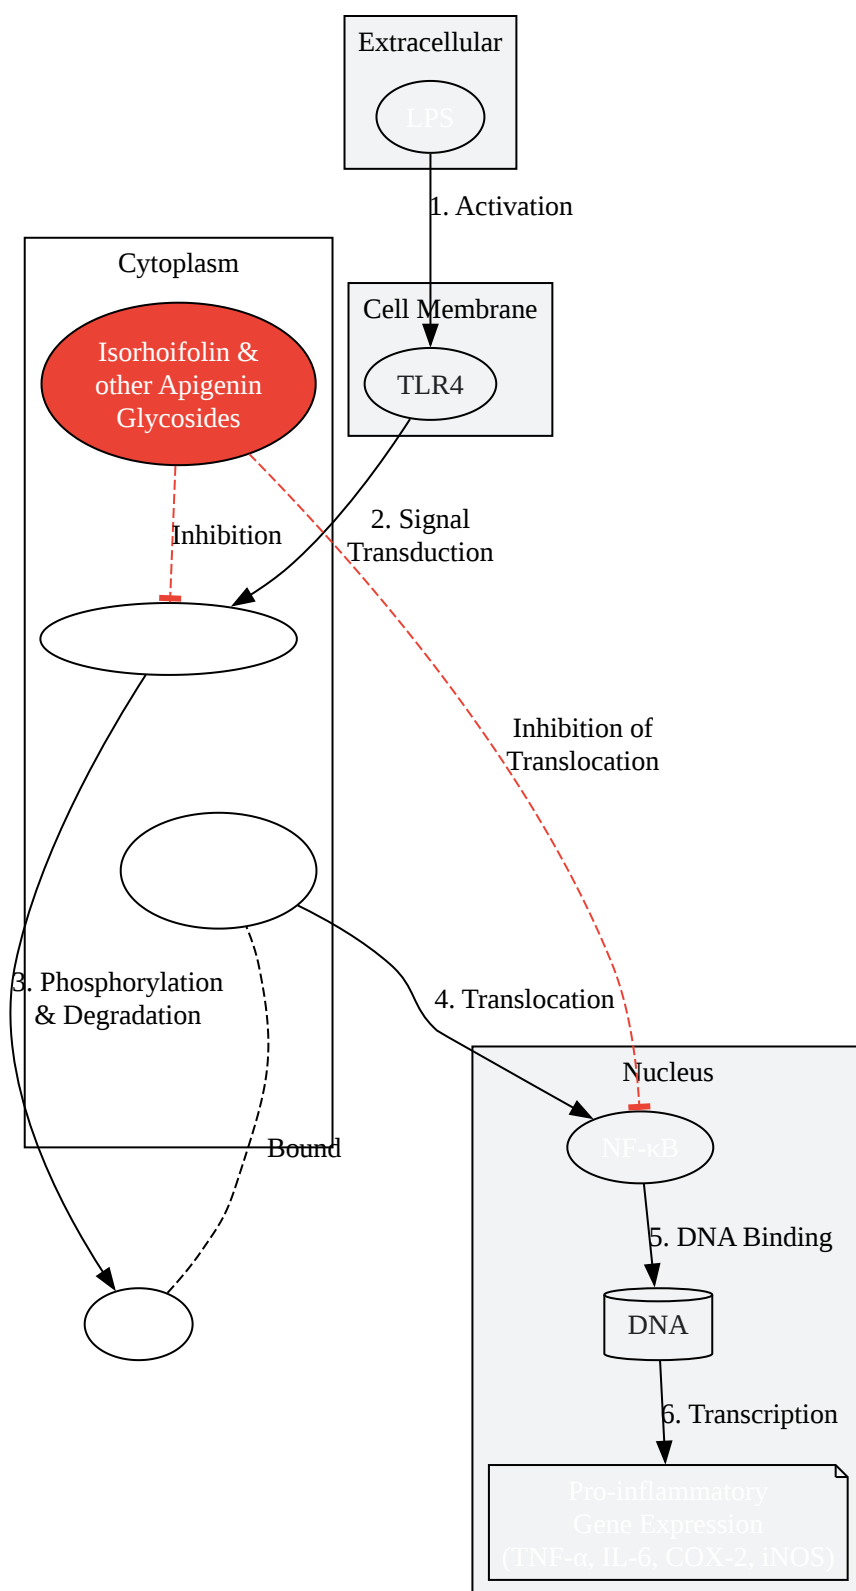 Extracellular
LPS
1. Activation
Cytoplasm
Cell Membrane
Isorhoifolin &
other Apigenin
Glycosides
TLR4
Inhibition
2. Signal
Transduction
Inhibition of
Translocation
3. Phosphorylation
& Degradation
4. Translocation
Bound
Nucleus
NF-κB
5. DNA Binding
DNA
6. Transcription
Pro-inflammatory
Gene Expression
(TNF-α, IL-6, COX-2, iNOS)